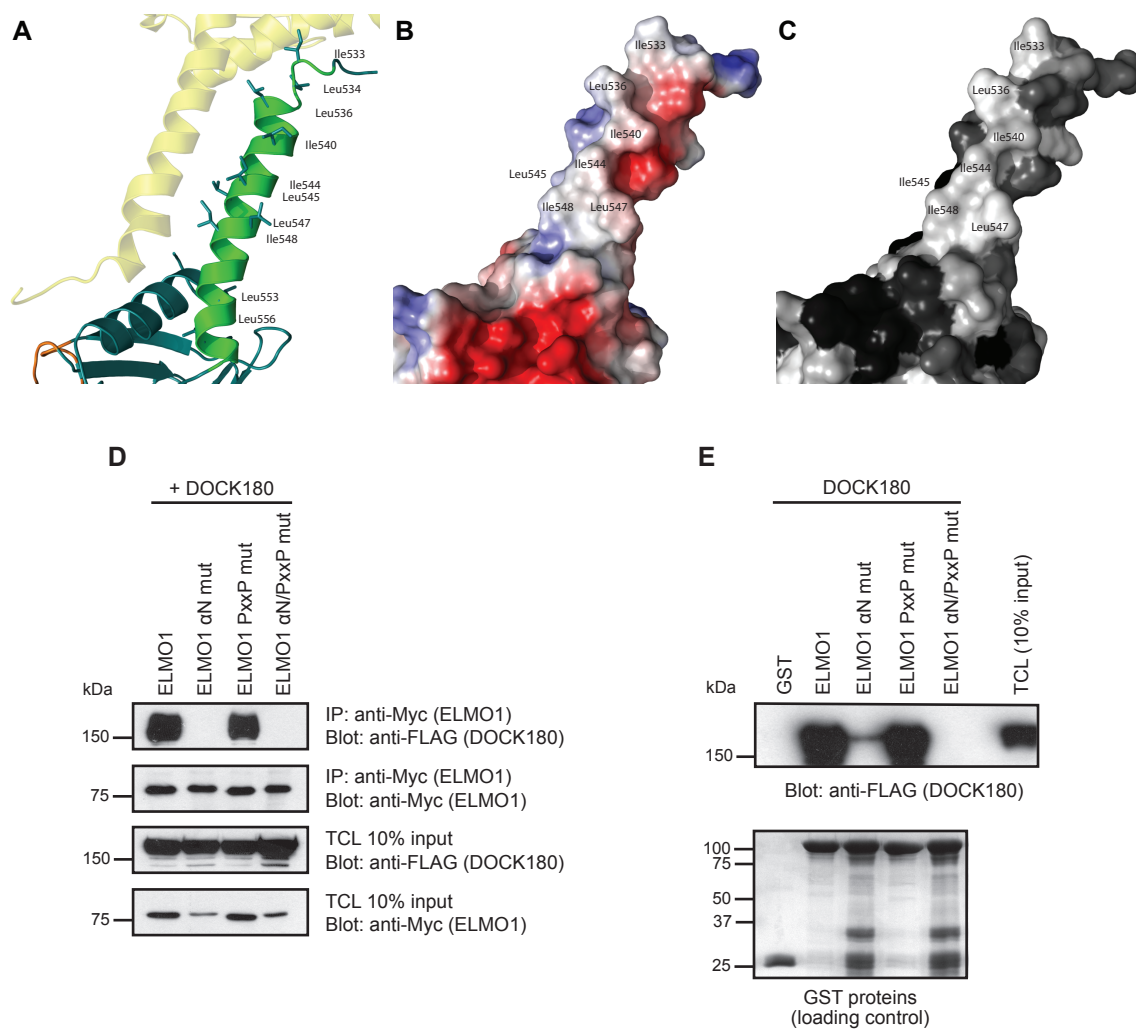 A
Ile533
Leu534
Leu536
Ile540
Ile544
Leu545
Leu547
Ile548
Leu553
Leu556
B
Ile533
Leu536
Ile540
Ile544
Leu545
Ile548
Leu547
C
Ile533
Leu536
Ile540
Ile544
Ile545
Ile548
Leu547
D
+ DOCK180
ELMO1
ELMO1 αN mut
ELMO1 PxxP mut
ELMO1 αN/PxxP mut
kDa
150
IP: anti-Myc (ELMO1)
Blot: anti-FLAG (DOCK180)
75
IP: anti-Myc (ELMO1)
Blot: anti-Myc (ELMO1)
150
TCL 10% input
Blot: anti-FLAG (DOCK180)
75
TCL 10% input
Blot: anti-Myc (ELMO1)
E
DOCK180
GST
ELMO1
ELMO1 αN mut
ELMO1 PxxP mut
ELMO1 αN/PxxP mut
TCL (10% input)
kDa
150
Blot: anti-FLAG (DOCK180)
100
75
50
37
25
GST proteins
(loading control)